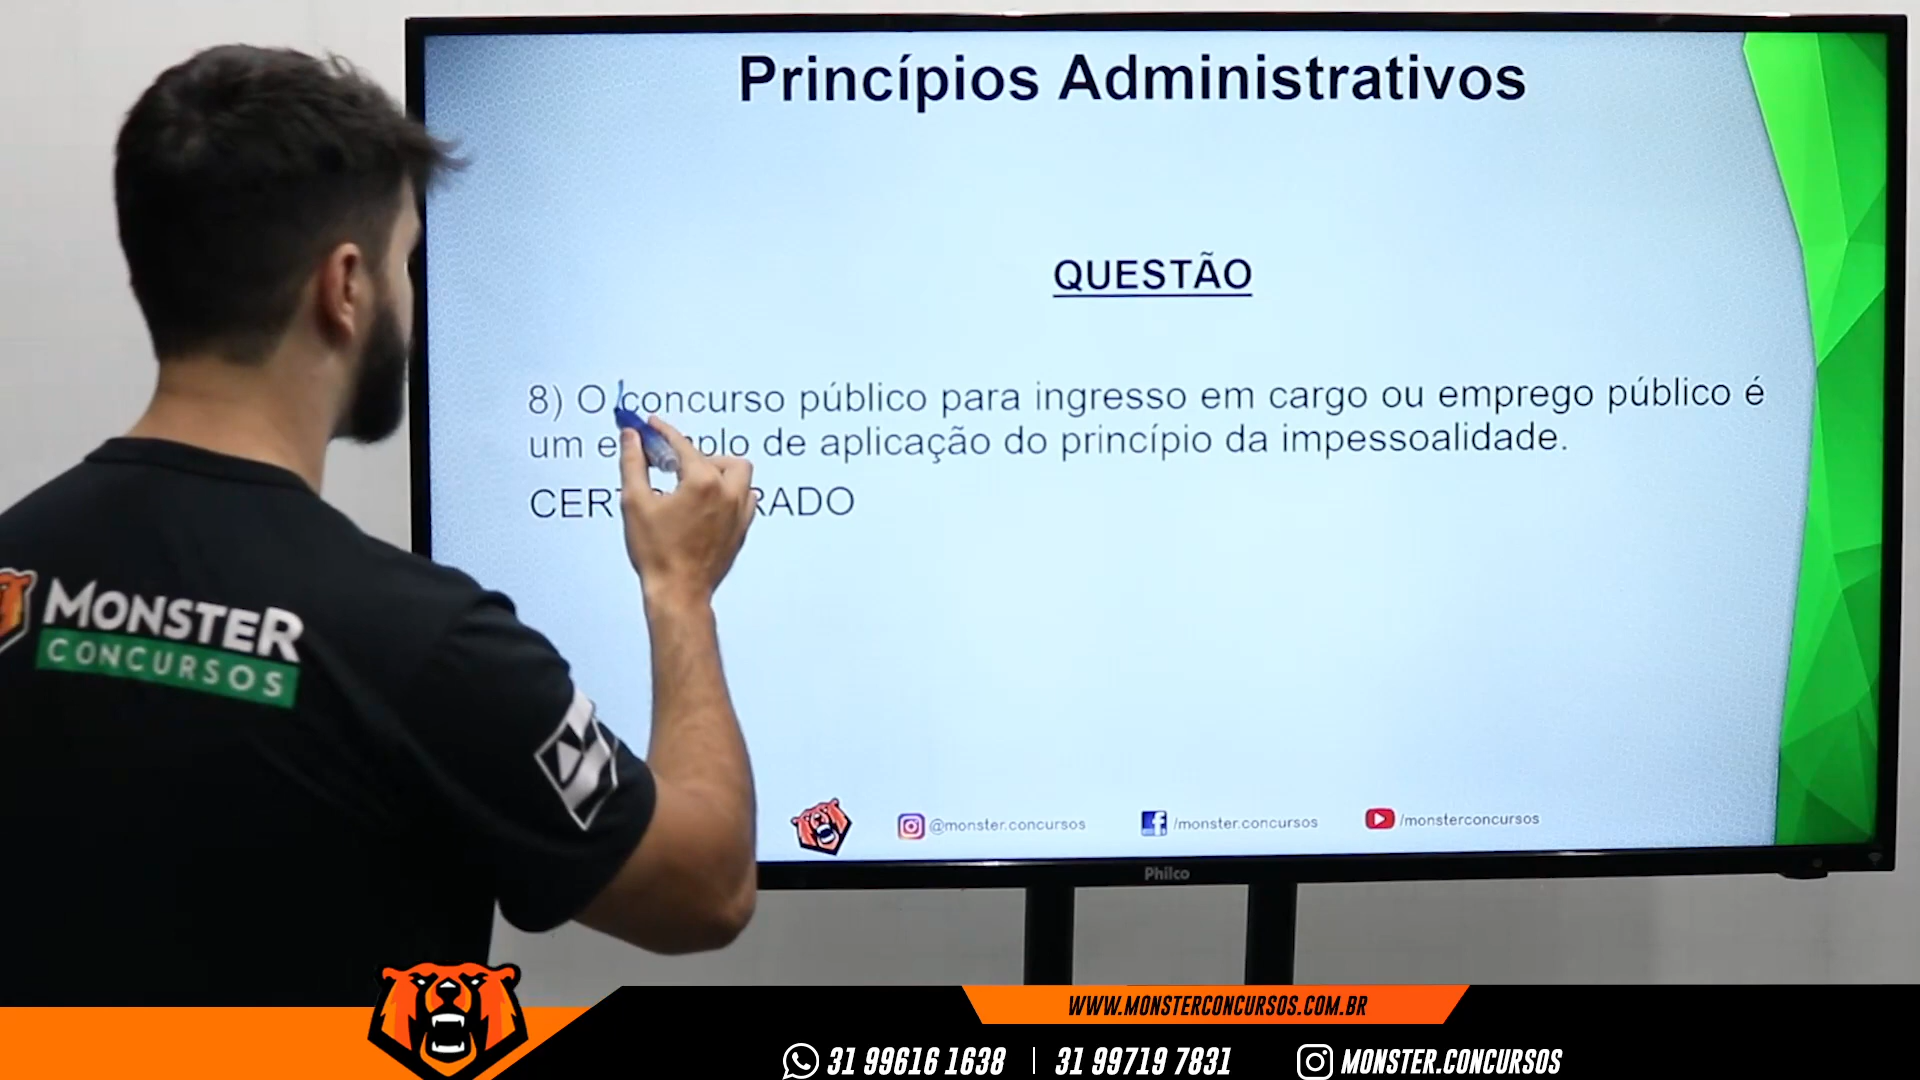 Princípios Administrativos
QUESTÃO
8) O concurso público para ingresso em cargo ou emprego público é
um e plo de aplicação do princípio da impessoalidade.
CERT RADO
MONSTER
CONCURSOS
@monster.concursos
/monster.concursos
/monsterconcursos
Philco
WWW.MONSTERCONCURSOS.COM.BR
31 99616 1638 | 31 99719 7831
MONSTER.CONCURSOS